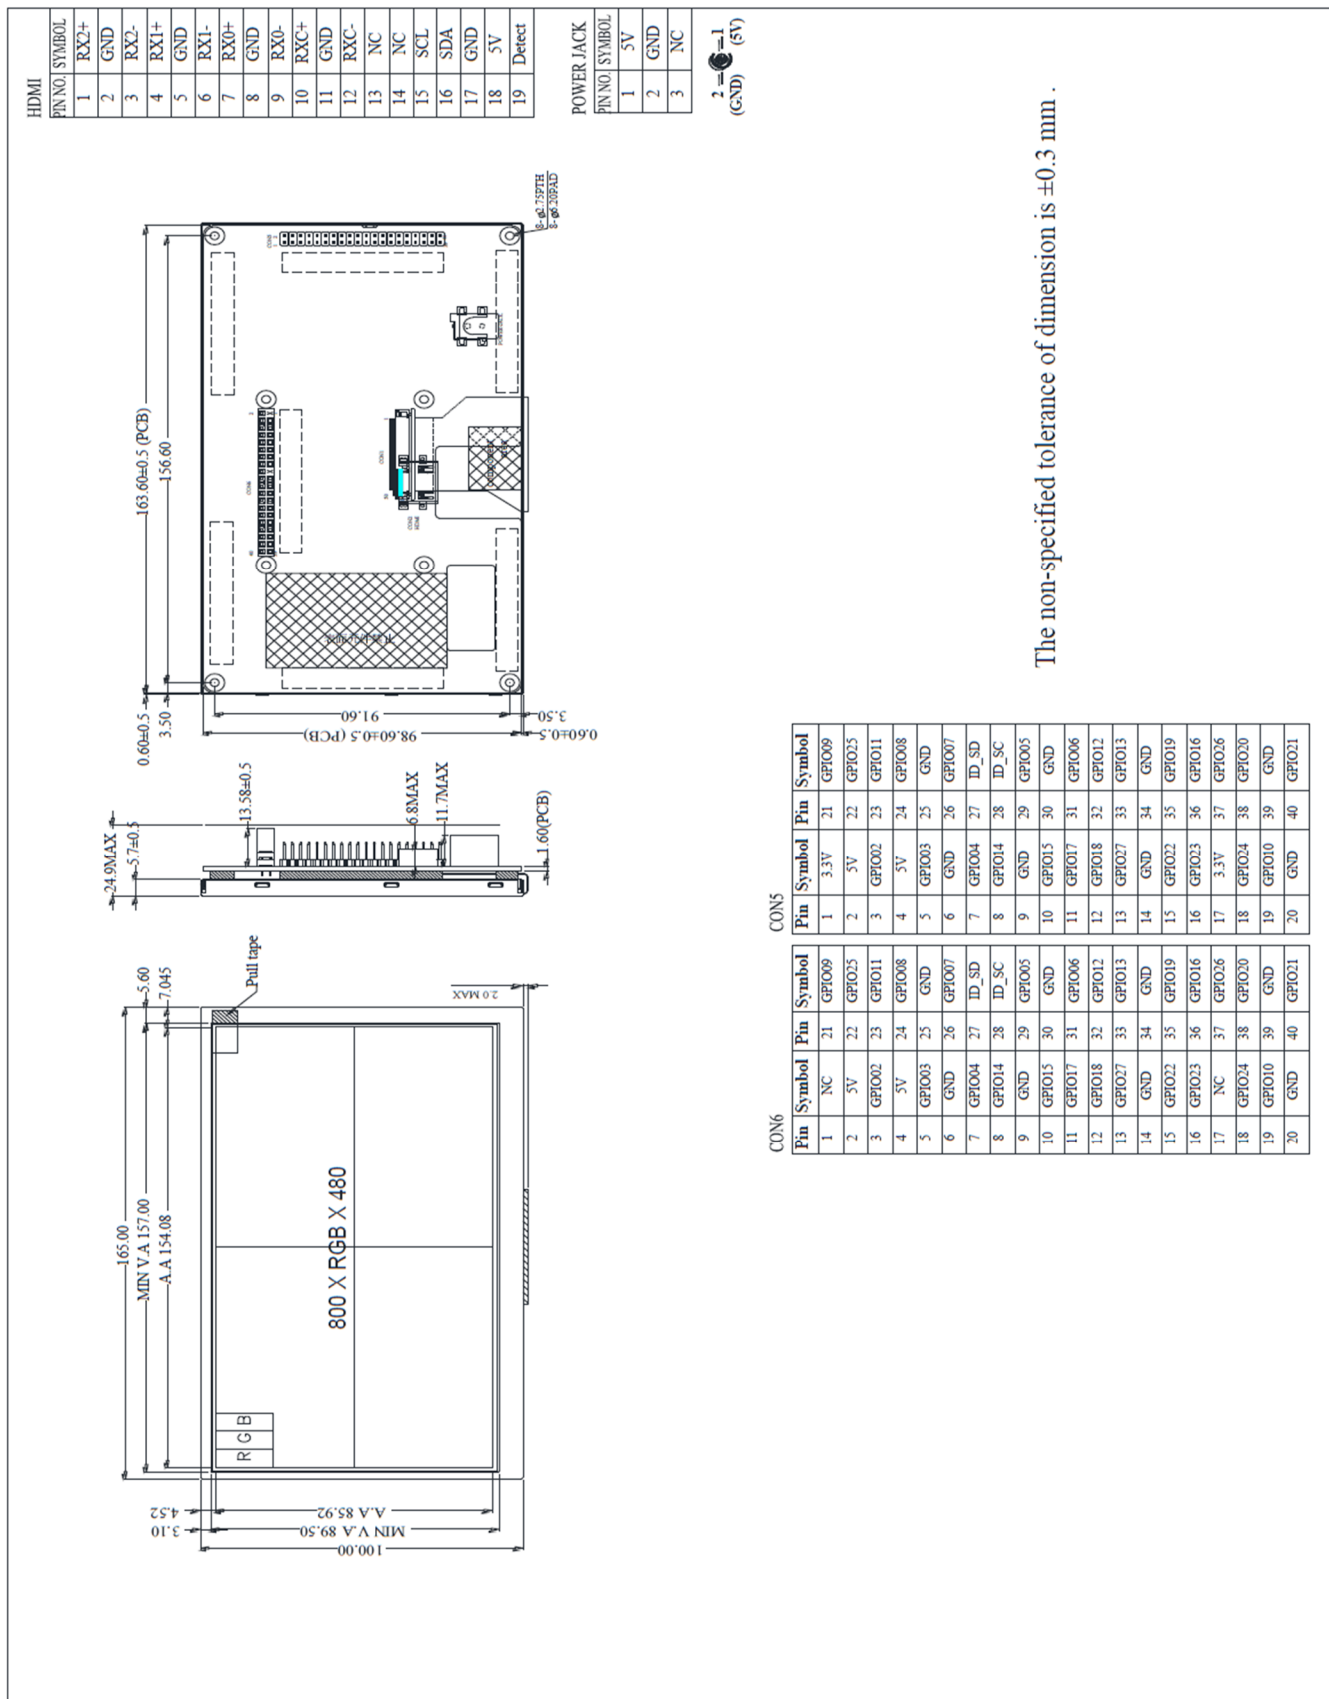 HDMI
PIN NO. SYMBOL
1 RX2+
2 GND
3 RX2-
4 RX1+
5 GND
6 RX1-
7 RX0+
8 GND
9 RX0-
10 RXC+
11 GND
12 RXC-
13 NC
14 NC
15 SCL
16 SDA
17 GND
18 5V
19 Detect
POWER JACK
PIN NO. SYMBOL
1 5V
2 GND
3 NC
2 1
(GND) (5V)
163.60±0.5 (PCB)
156.60
0.60±0.5
3.50
91.60
98.60±0.5 (PCB)
3.50
0.60±0.5
8-ø2.75PTH
8-ø6.20PAD
24.9MAX
5.7±0.5
13.58±0.5
6.8MAX
11.7MAX
1.60(PCB)
165.00
MIN V.A 157.00
A.A 154.08
5.60
7.045
Pull tape
2.0 MAX
800 X RGB X 480
R G B
4.52
3.10
A.A 85.92
MIN V.A 89.50
100.00
The non-specified tolerance of dimension is ±0.3 mm .
CON6
Pin Symbol Pin Symbol
1 NC 21 GPIO09
2 5V 22 GPIO25
3 GPIO02 23 GPIO11
4 5V 24 GPIO08
5 GPIO03 25 GND
6 GND 26 GPIO07
7 GPIO04 27 ID_SD
8 GPIO14 28 ID_SC
9 GND 29 GPIO05
10 GPIO15 30 GND
11 GPIO17 31 GPIO06
12 GPIO18 32 GPIO12
13 GPIO27 33 GPIO13
14 GND 34 GND
15 GPIO22 35 GPIO19
16 GPIO23 36 GPIO16
17 NC 37 GPIO26
18 GPIO24 38 GPIO20
19 GPIO10 39 GND
20 GND 40 GPIO21
CON5
Pin Symbol Pin Symbol
1 3.3V 21 GPIO09
2 5V 22 GPIO25
3 GPIO02 23 GPIO11
4 5V 24 GPIO08
5 GPIO03 25 GND
6 GND 26 GPIO07
7 GPIO04 27 ID_SD
8 GPIO14 28 ID_SC
9 GND 29 GPIO05
10 GPIO15 30 GND
11 GPIO17 31 GPIO06
12 GPIO18 32 GPIO12
13 GPIO27 33 GPIO13
14 GND 34 GND
15 GPIO22 35 GPIO19
16 GPIO23 36 GPIO16
17 3.3V 37 GPIO26
18 GPIO24 38 GPIO20
19 GPIO10 39 GND
20 GND 40 GPIO21